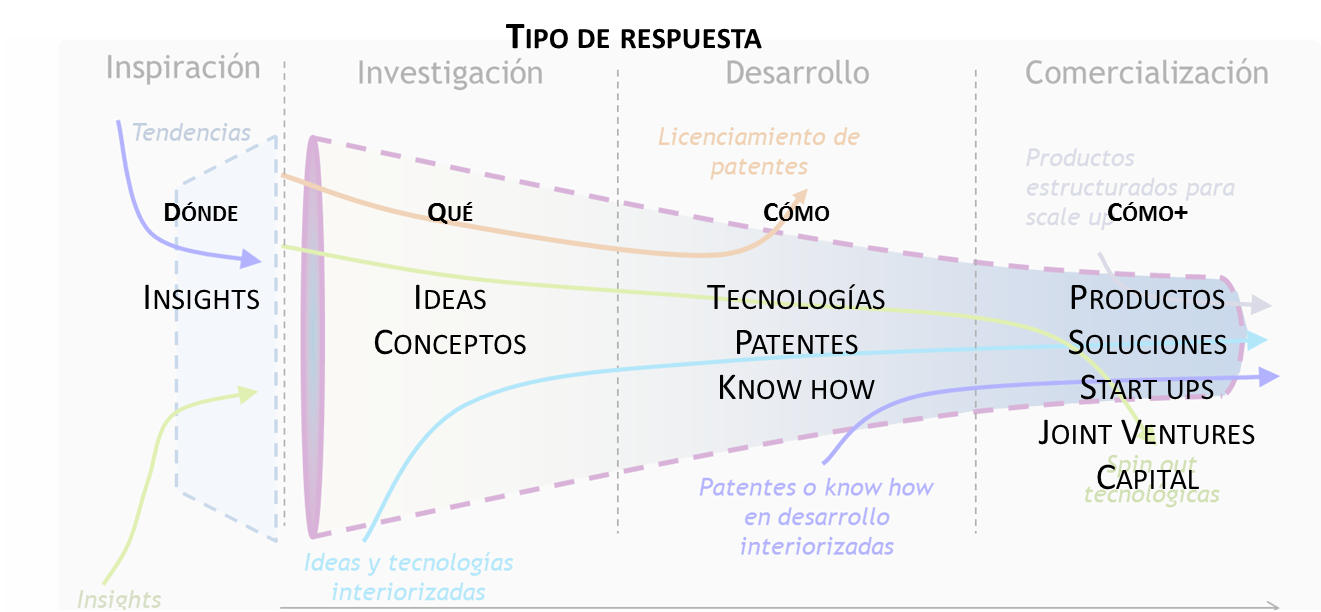 TIPO DE RESPUESTA
Inspiración
Investigación
Desarrollo
Comercialización
Tendencias
Licenciamiento de
patentes
Productos
estructurados para
scale up
DÓNDE
QUÉ
CÓMO
CÓMO+
INSIGHTS
IDEAS
CONCEPTOS
TECNOLOGÍAS
PATENTES
KNOW HOW
PRODUCTOS
SOLUCIONES
START UPS
JOINT VENTURES
CAPITAL
Spin out
tecnológicas
Patentes o know how
en desarrollo
interiorizadas
Ideas y tecnologías
interiorizadas
Insights